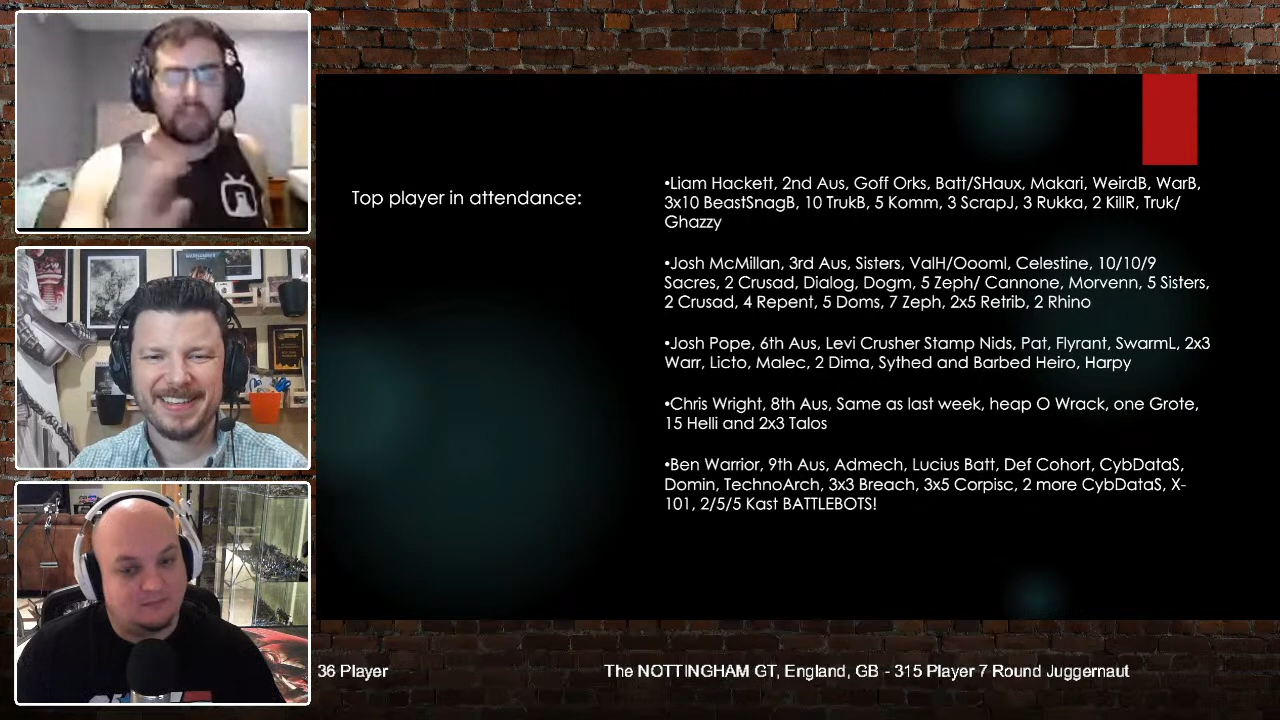 Top player in attendance:
•Liam Hackett, 2nd Aus, Goff Orks, Batt/SHaux, Makari, WeirdB, WarB,
3x10 BeastSnagB, 10 TrukB, 5 Komm, 3 ScrapJ, 3 Rukka, 2 KillR, Truk/
Ghazzy
•Josh McMillan, 3rd Aus, Sisters, ValH/OoomI, Celestine, 10/10/9
Sacres, 2 Crusad, Dialog, Dogm, 5 Zeph/ Cannone, Morvenn, 5 Sisters,
2 Crusad, 4 Repent, 5 Doms, 7 Zeph, 2x5 Retrib, 2 Rhino
•Josh Pope, 6th Aus, Levi Crusher Stamp Nids, Pat, Flyrant, SwarmL, 2x3
Warr, Licto, Malec, 2 Dima, Sythed and Barbed Heiro, Harpy
•Chris Wright, 8th Aus, Same as last week, heap O Wrack, one Grote,
15 Helli and 2x3 Talos
•Ben Warrior, 9th Aus, Admech, Lucius Batt, Def Cohort, CybDataS,
Domin, TechnoArch, 3x3 Breach, 3x5 Corpisc, 2 more CybDataS, X-
101, 2/5/5 Kast BATTLEBOTS!
36 Player
The NOTTINGHAM GT, England, GB - 315 Player 7 Round Juggernaut